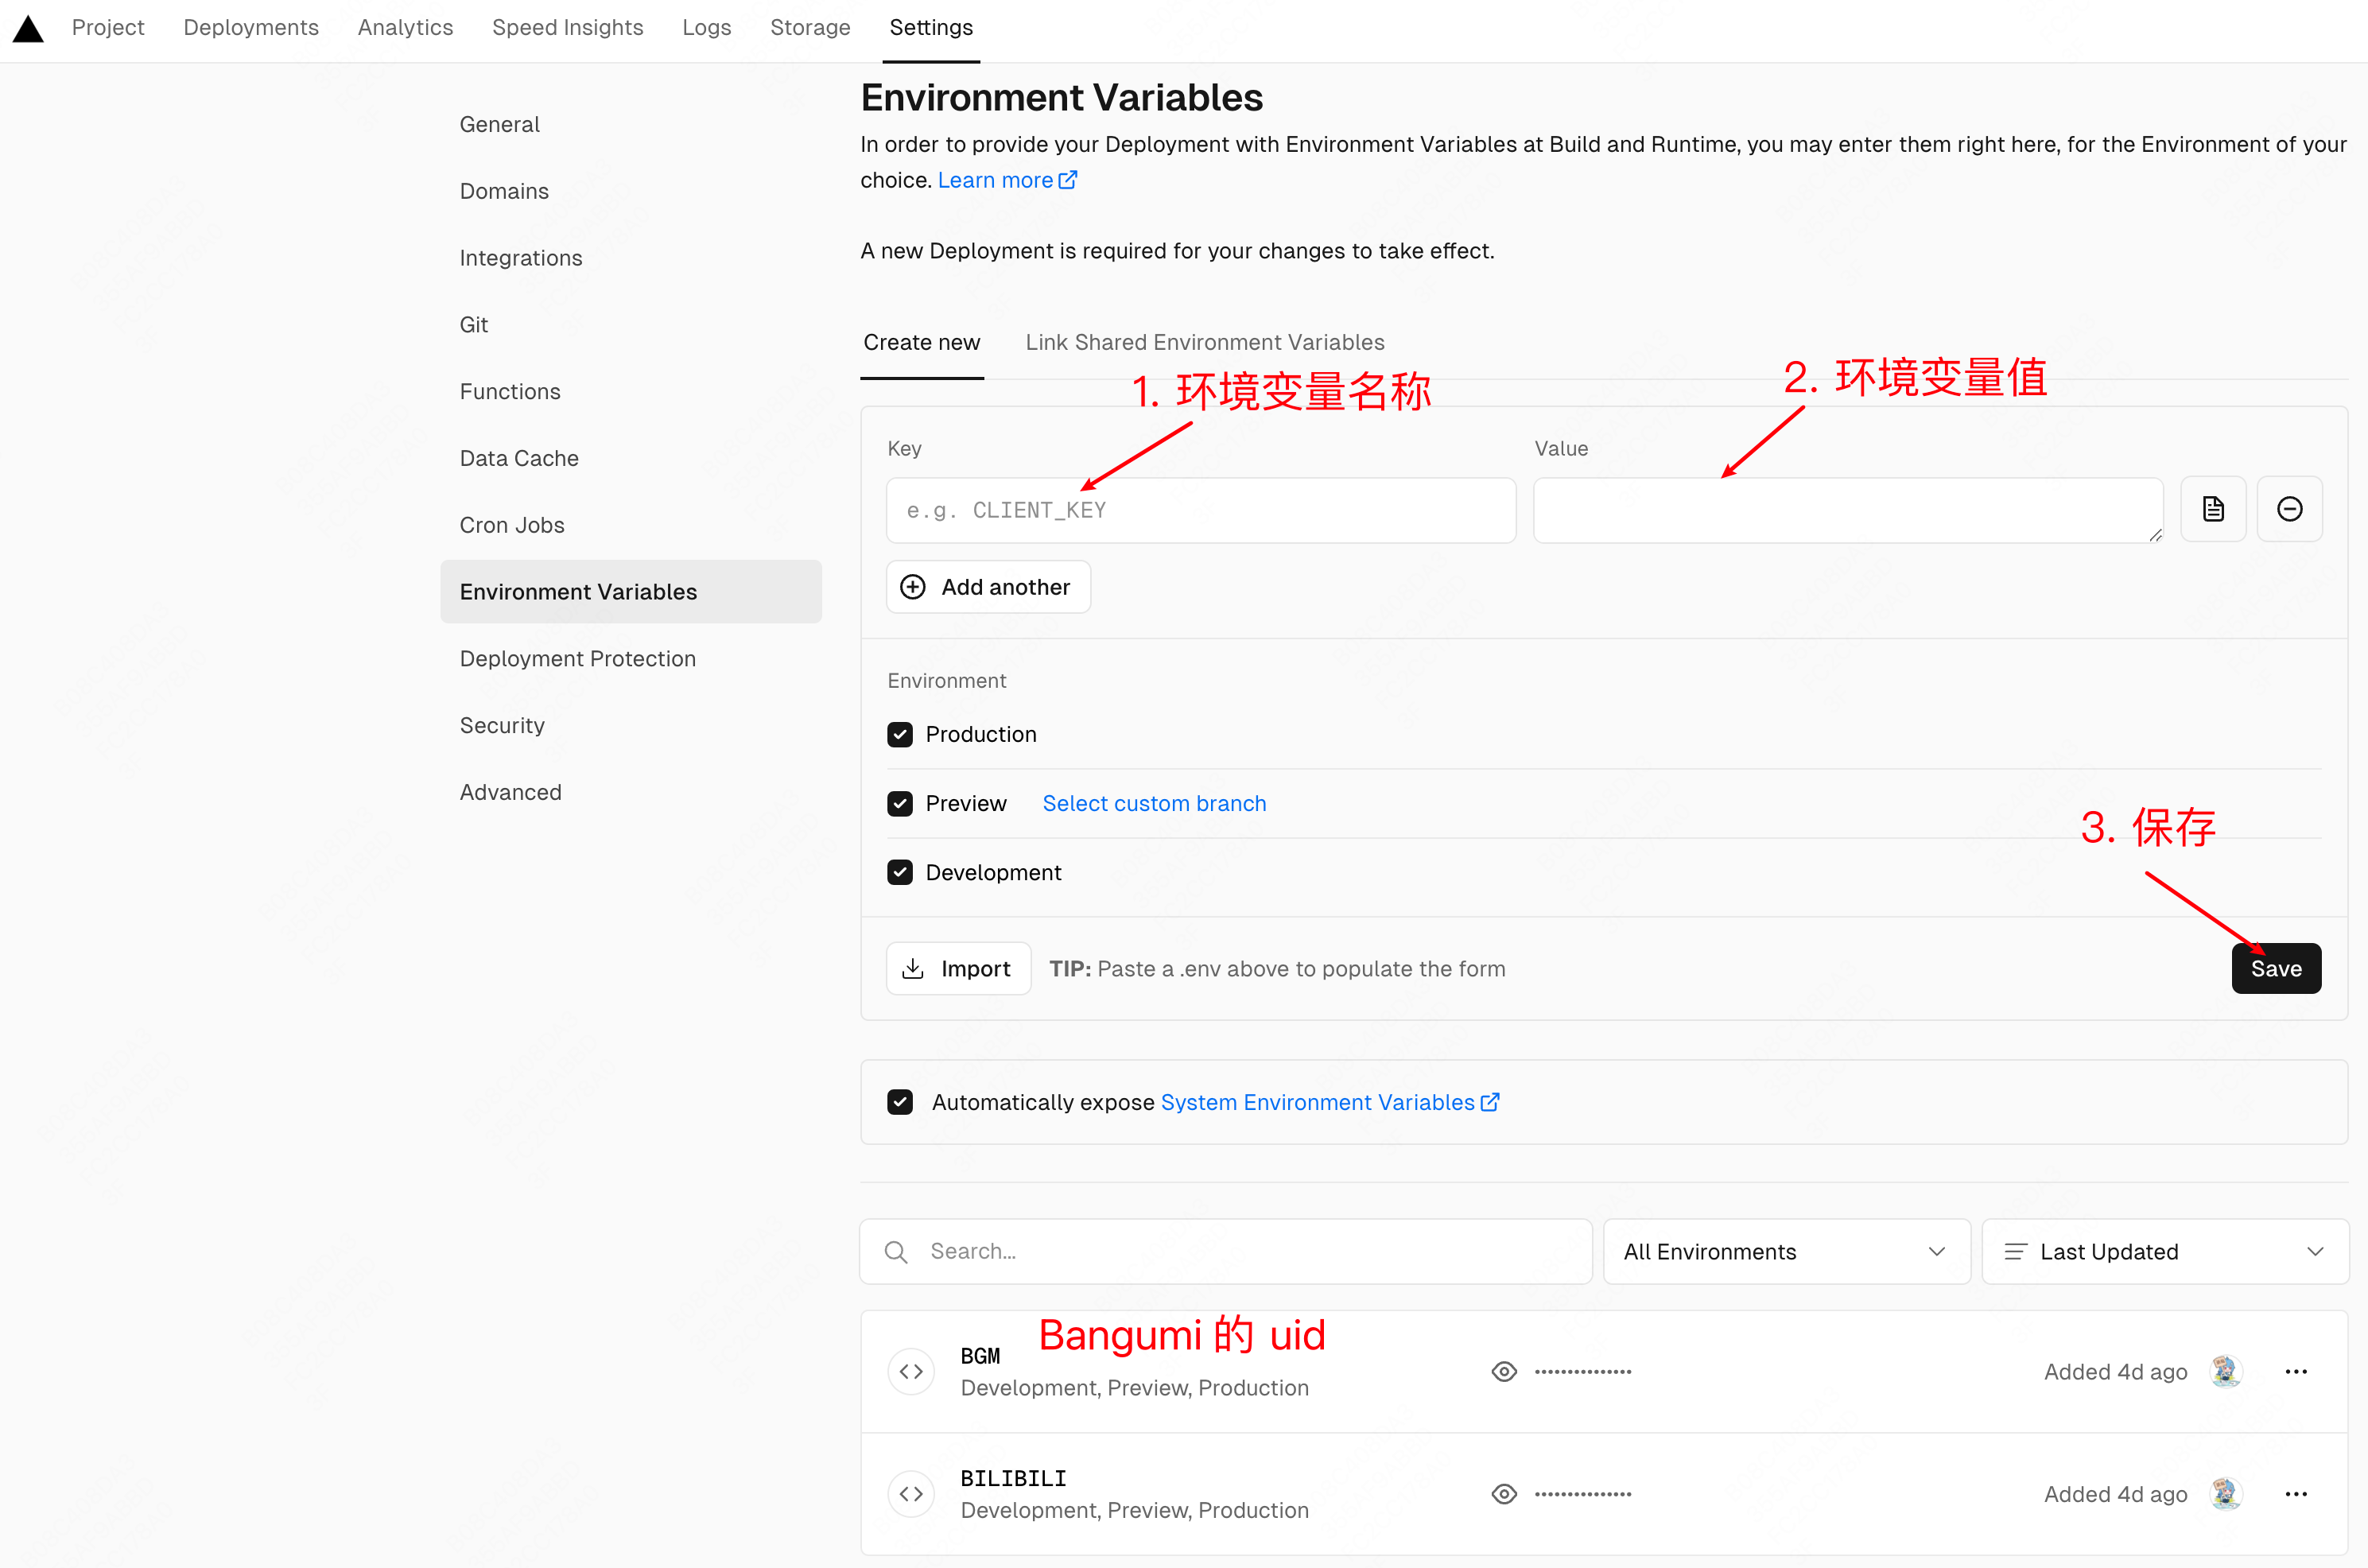 Project Deployments Analytics Speed Insights Logs Storage Settings
General
Domains
Integrations
Git
Functions
Data Cache
Cron Jobs
Environment Variables
Deployment Protection
Security
Advanced
Environment Variables
In order to provide your Deployment with Environment Variables at Build and Runtime, you may enter them right here, for the Environment of your
choice. Learn more
A new Deployment is required for your changes to take effect.
Create new Link Shared Environment Variables
1. 环境变量名称
2. 环境变量值
Key Value
e.g. CLIENT_KEY
Add another
Environment
Production
Preview Select custom branch
3. 保存
Development
Import TIP: Paste a .env above to populate the form Save
Automatically expose System Environment Variables
Search... All Environments Last Updated
Bangumi 的 uid
BGM
Development, Preview, Production
•••••••••••••• Added 4d ago
BILIBILI
Development, Preview, Production
•••••••••••••• Added 4d ago